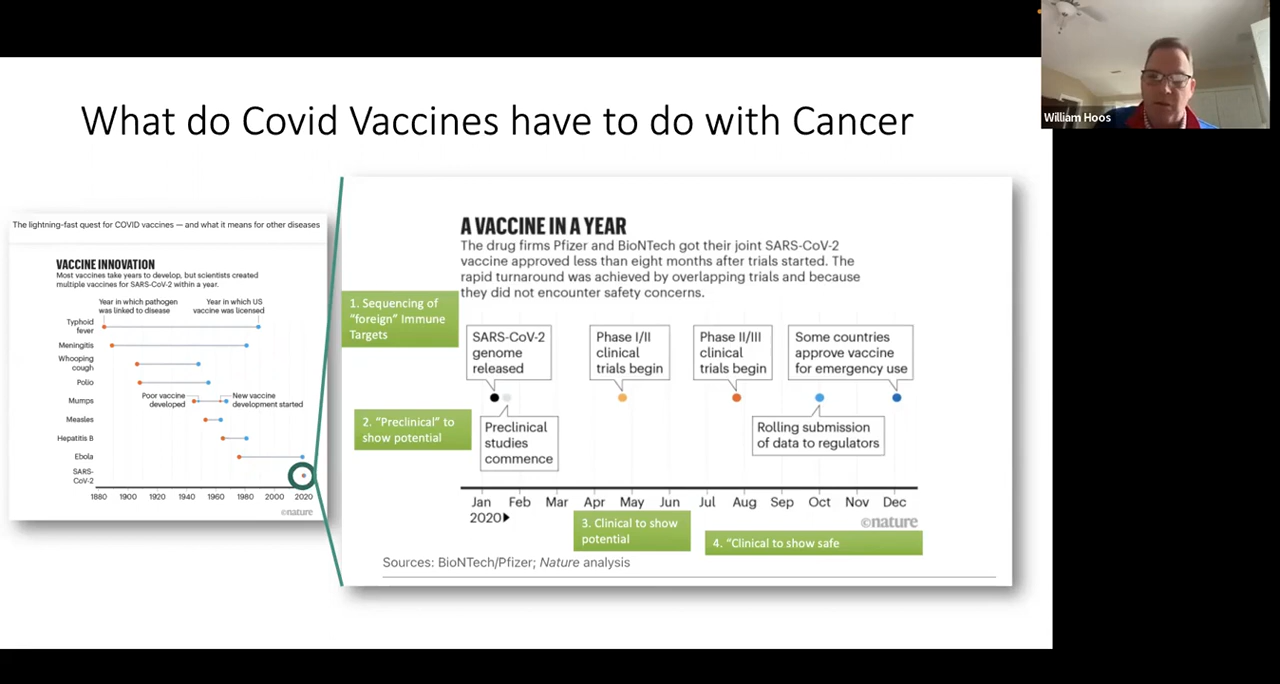 William Hoos
What do Covid Vaccines have to do with Cancer
The lightning-fast quest for COVID vaccines — and what it means for other diseases
VACCINE INNOVATION
Most vaccines take years to develop, but scientists created
multiple vaccines for SARS-CoV-2 within a year.
Year in which pathogen
was linked to disease
Year in which US
vaccine was licensed
Typhoid
fever
Meningitis
Whooping
cough
Polio
Mumps
Poor vaccine
developed
New vaccine
development started
Measles
Hepatitis B
Ebola
SARS-
CoV-2
1880 1900 1920 1940 1960 1980 2000 2020
©nature
A VACCINE IN A YEAR
The drug firms Pfizer and BioNTech got their joint SARS-CoV-2
vaccine approved less than eight months after trials started. The
rapid turnaround was achieved by overlapping trials and because
they did not encounter safety concerns.
1. Sequencing of
"foreign" Immune
Targets
SARS-CoV-2
genome
released
Phase I/II
clinical
trials begin
Phase II/III
clinical
trials begin
Some countries
approve vaccine
for emergency use
2. "Preclinical" to
show potential
Preclinical
studies
commence
Rolling submission
of data to regulators
Jan Feb Mar Apr May Jun Jul Aug Sep Oct Nov Dec
2020
3. Clinical to show
potential
©nature
4. "Clinical to show safe
Sources: BioNTech/Pfizer; Nature analysis